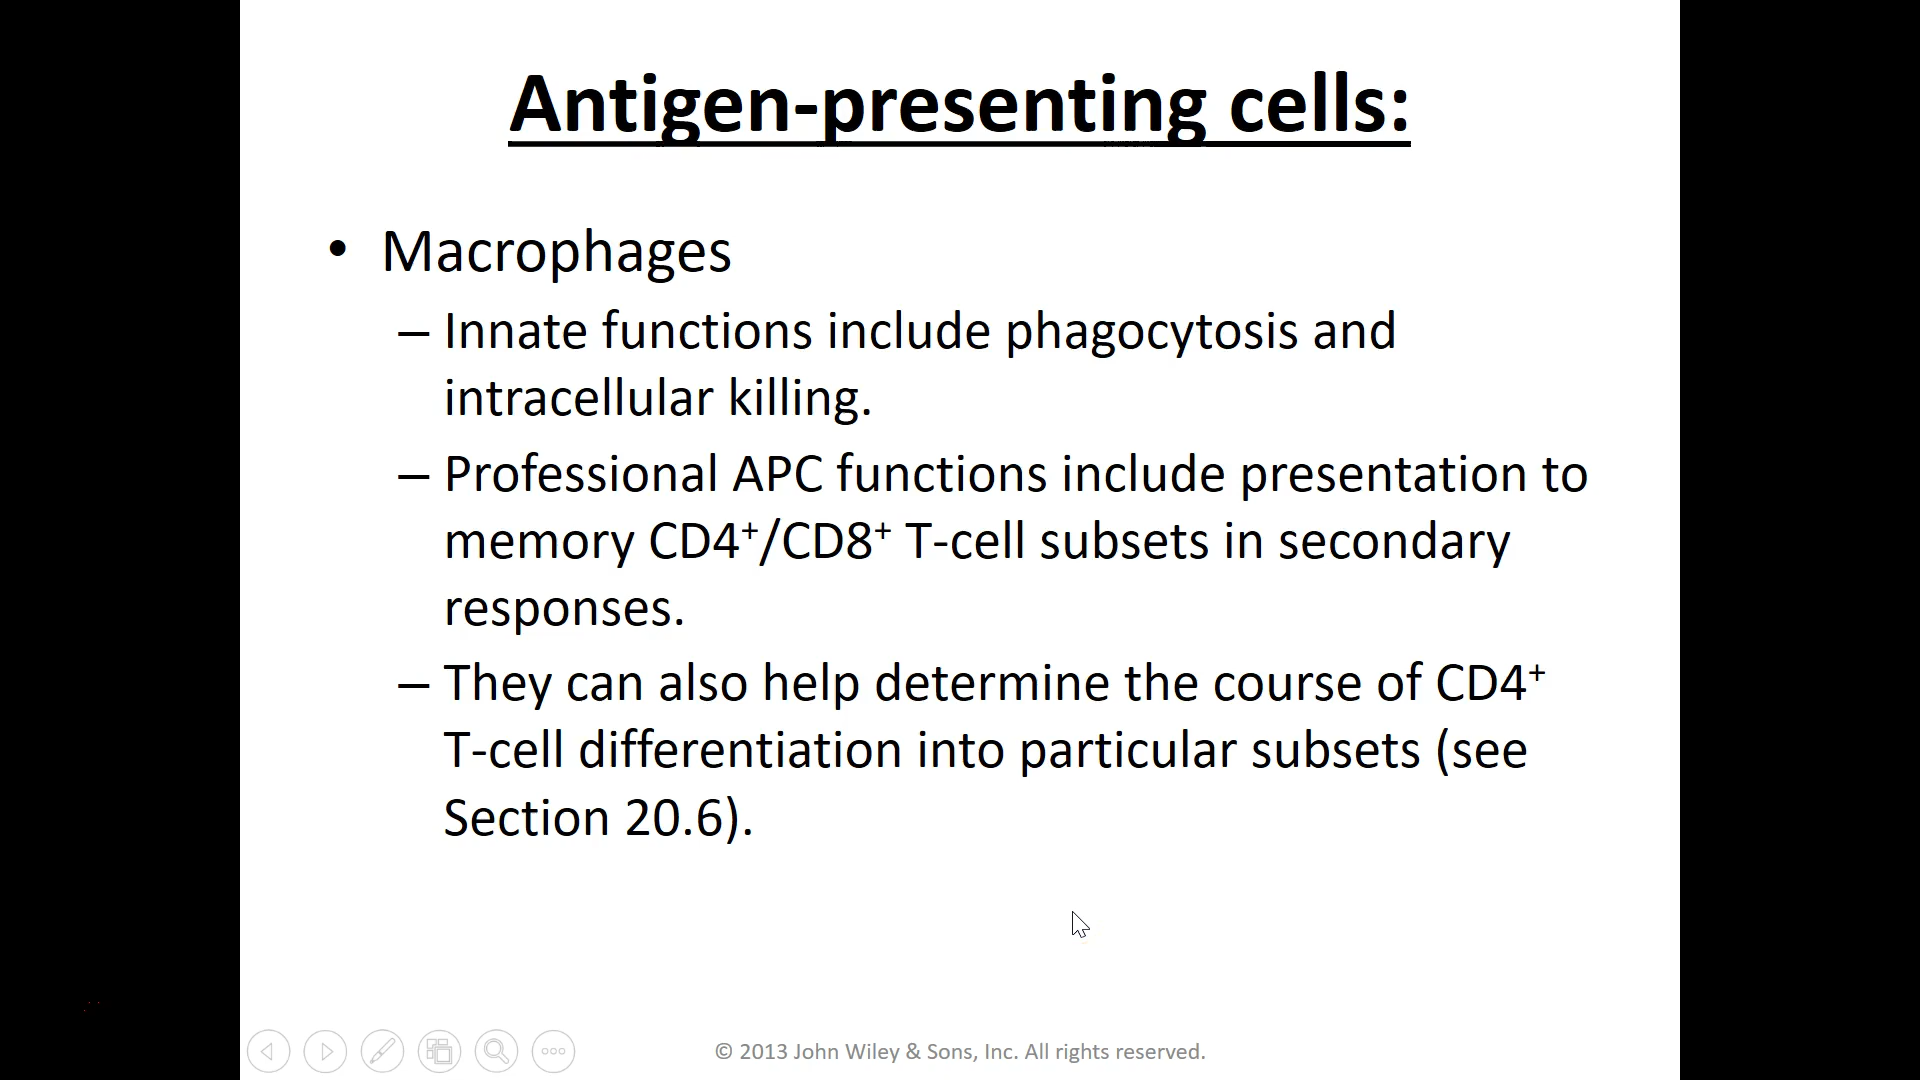 Antigen-presenting cells:
• Macrophages
– Innate functions include phagocytosis and
intracellular killing.
– Professional APC functions include presentation to
memory CD4⁺/CD8⁺ T-cell subsets in secondary
responses.
– They can also help determine the course of CD4⁺
T-cell differentiation into particular subsets (see
Section 20.6).
© 2013 John Wiley & Sons, Inc. All rights reserved.